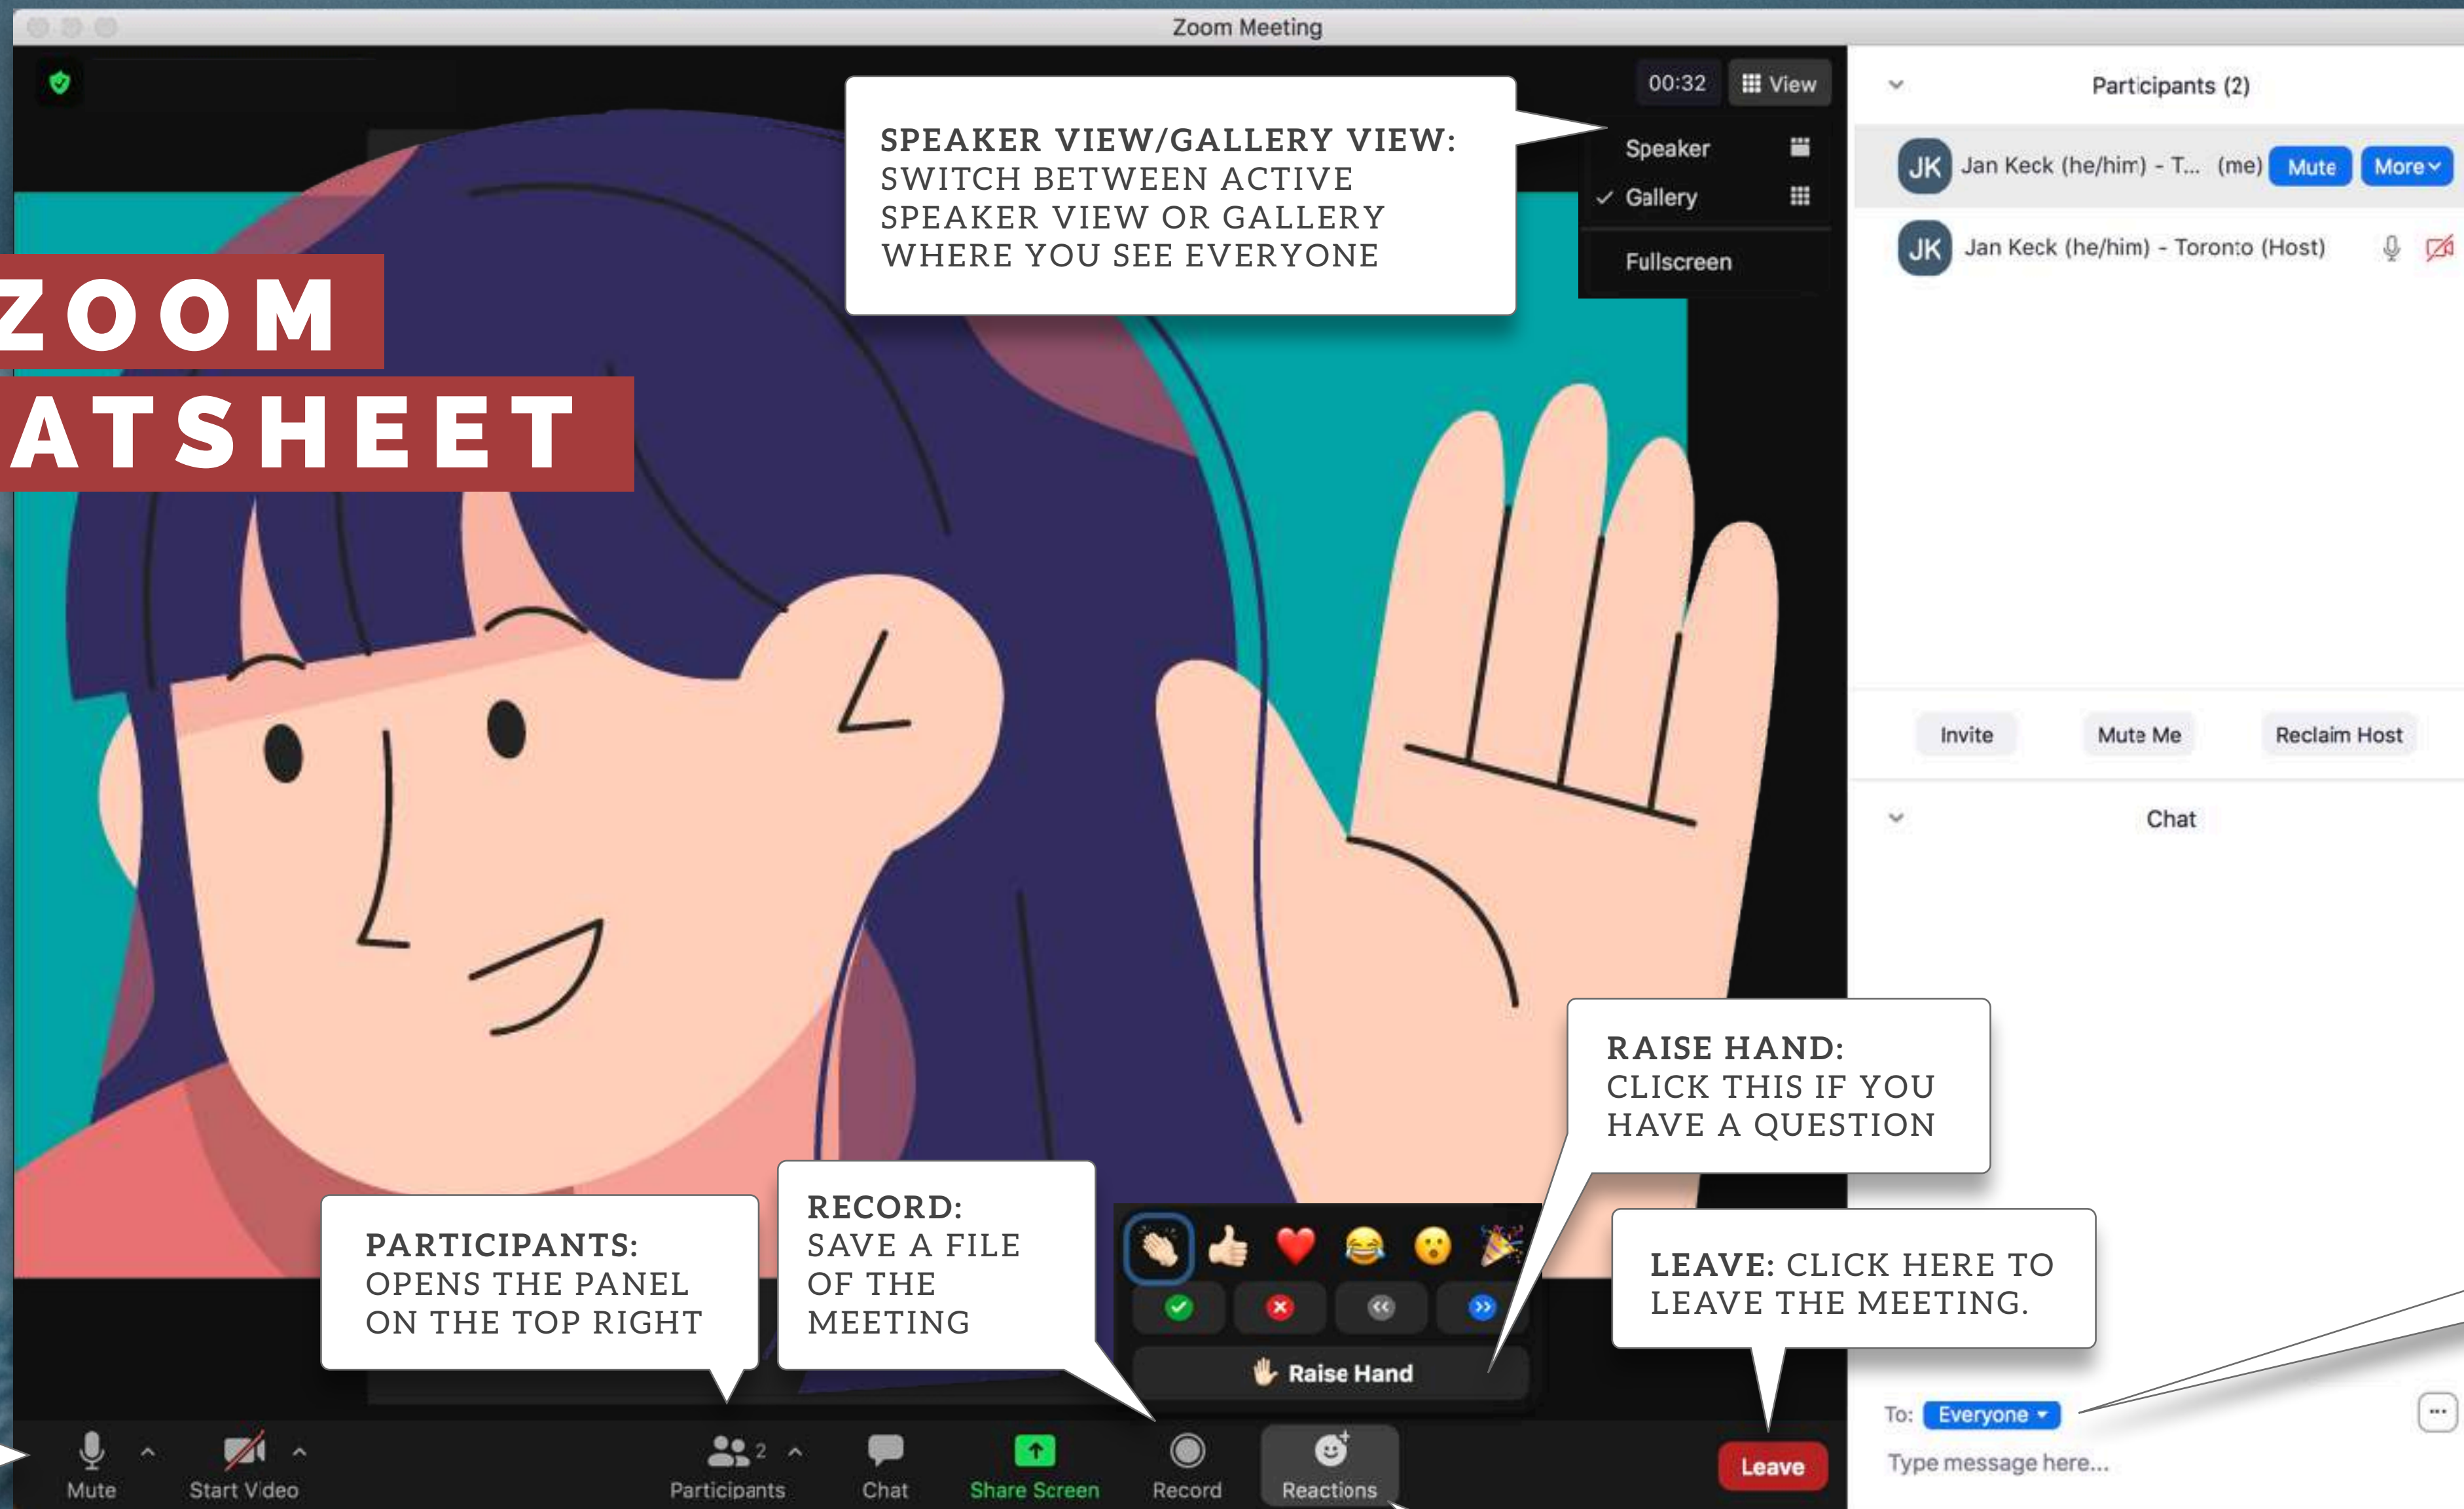 Zoom Meeting
00:32
View
SPEAKER VIEW/GALLERY VIEW:
SWITCH BETWEEN ACTIVE
SPEAKER VIEW OR GALLERY
WHERE YOU SEE EVERYONE
Speaker
Gallery
Fullscreen
ZOOM
ATSHEET
Participants (2)
JK Jan Keck (he/him) - T... (me) Mute More
JK Jan Keck (he/him) - Toronto (Host)
Invite Mute Me Reclaim Host
Chat
RAISE HAND:
CLICK THIS IF YOU
HAVE A QUESTION
PARTICIPANTS:
OPENS THE PANEL
ON THE TOP RIGHT
RECORD:
SAVE A FILE
OF THE
MEETING
Raise Hand
LEAVE: CLICK HERE TO
LEAVE THE MEETING.
To: Everyone
Type message here...
2
Mute Start Video Participants Chat Share Screen Record Reactions Leave